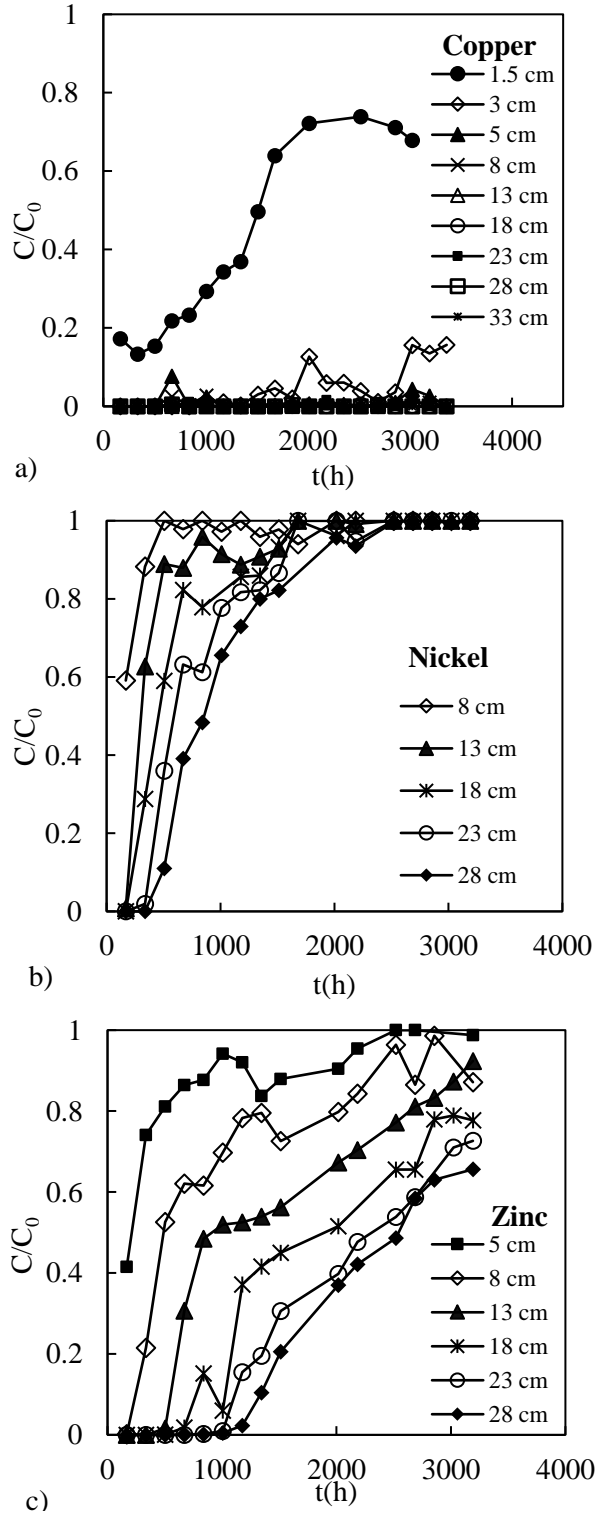 1
0.8
0.6
0.4
0.2
0
C/C0
0 1000 2000 3000 4000
t(h)
a)
Copper
1.5 cm
3 cm
5 cm
8 cm
13 cm
18 cm
23 cm
28 cm
33 cm
1
0.8
0.6
0.4
0.2
0
C/C0
0 1000 2000 3000 4000
t(h)
b)
Nickel
8 cm
13 cm
18 cm
23 cm
28 cm
1
0.8
0.6
0.4
0.2
0
C/C0
0 1000 2000 3000 4000
t(h)
c)
Zinc
5 cm
8 cm
13 cm
18 cm
23 cm
28 cm